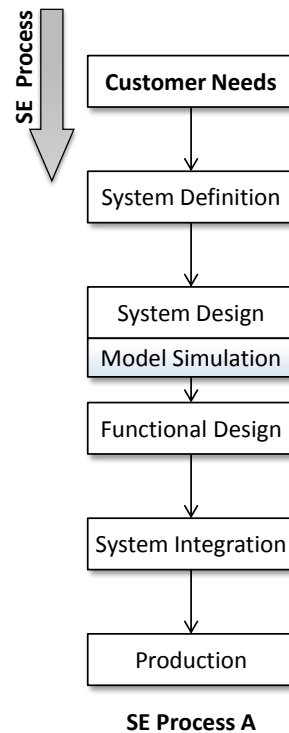 SE Process
Customer Needs
System Definition
System Design
Model Simulation
Functional Design
System Integration
Production
SE Process A